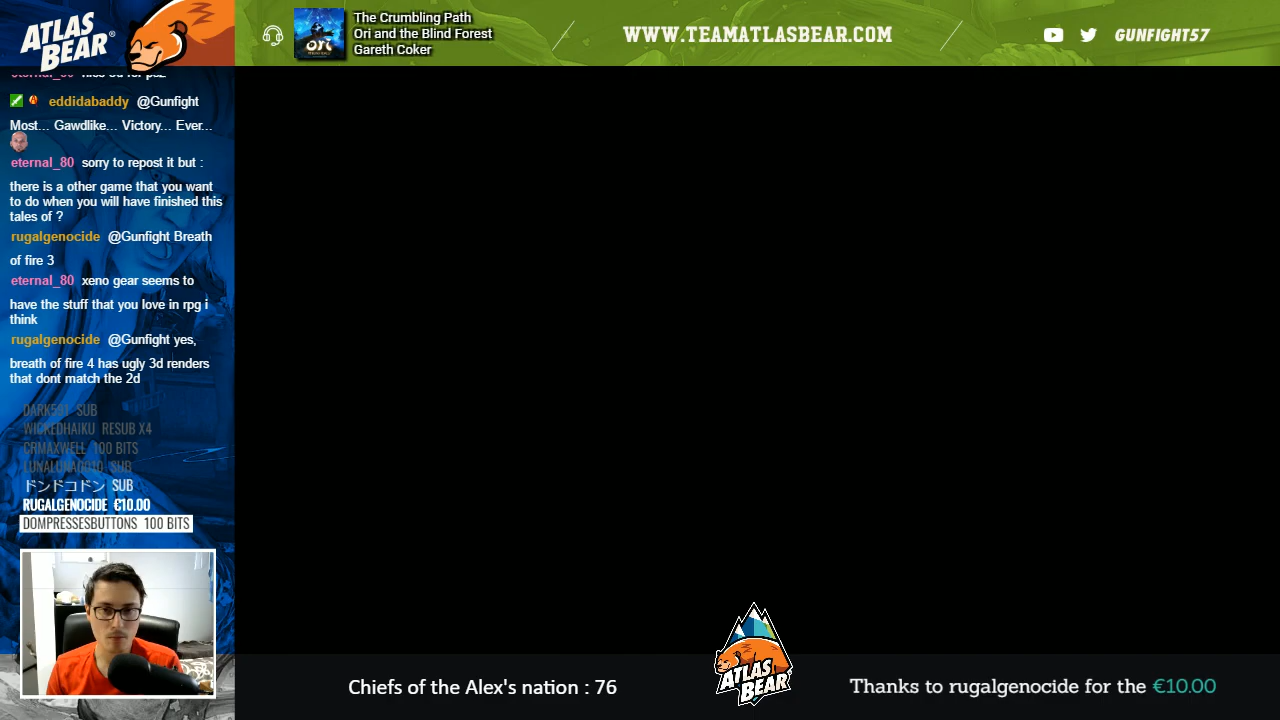 ATLAS
BEAR®
The Crumbling Path
Ori and the Blind Forest
Gareth Coker
ori
WWW.TEAMATLASBEAR.COM
GUNFIGHT57
eddidabaddy @Gunfight
Most... Gawdlike... Victory... Ever...
eternal_80 sorry to repost it but :
there is a other game that you want
to do when you will have finished this
tales of ?
rugalgenocide @Gunfight Breath
of fire 3
eternal_80 xeno gear seems to
have the stuff that you love in rpg i
think
rugalgenocide @Gunfight yes,
breath of fire 4 has ugly 3d renders
that dont match the 2d
DARK591 SUB
WICKEDHAIKU RESUB X4
CRMAXWELL 100 BITS
SUB
ドンドコドン SUB
RUGALGENOCIDE €10.00
DOMPRESSESBUTTONS 100 BITS
Chiefs of the Alex's nation : 76
ATLAS
BEAR
Thanks to rugalgenocide for the €10.00